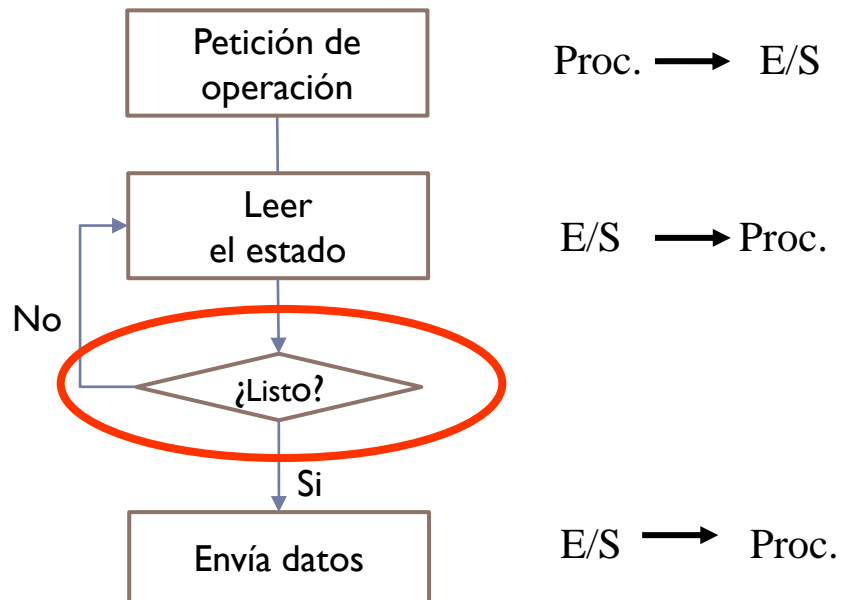 Petición de
operación
Proc. E/S
Leer
el estado
E/S Proc.
No
¿Listo?
Si
Envía datos
E/S Proc.